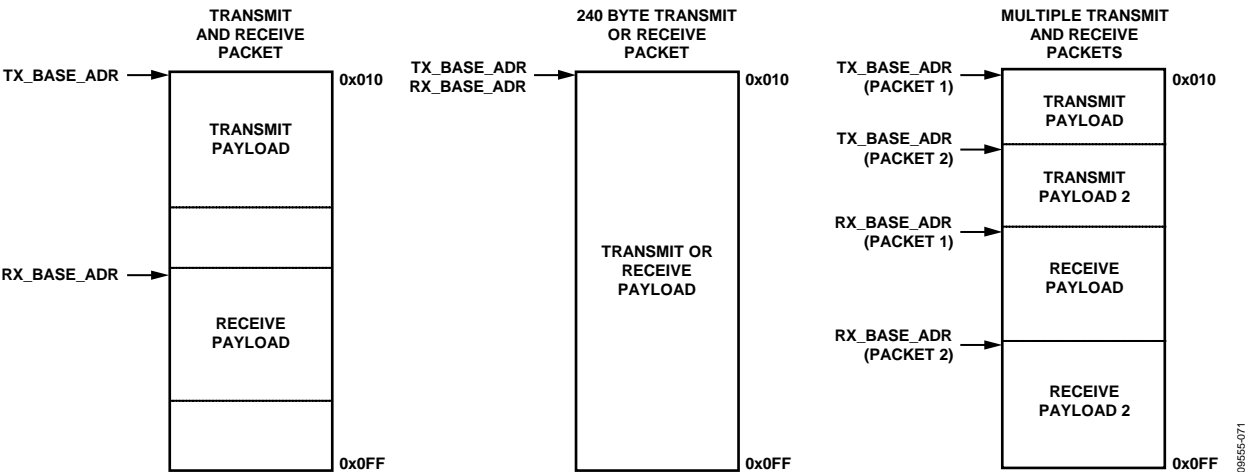 TRANSMIT
AND RECEIVE
PACKET
TX_BASE_ADR
0x010
TRANSMIT
PAYLOAD
RX_BASE_ADR
RECEIVE
PAYLOAD
0x0FF
240 BYTE TRANSMIT
OR RECEIVE
PACKET
TX_BASE_ADR
RX_BASE_ADR
0x010
TRANSMIT OR
RECEIVE
PAYLOAD
0x0FF
MULTIPLE TRANSMIT
AND RECEIVE
PACKETS
TX_BASE_ADR
(PACKET 1)
0x010
TRANSMIT
PAYLOAD
TX_BASE_ADR
(PACKET 2)
TRANSMIT
PAYLOAD 2
RX_BASE_ADR
(PACKET 1)
RECEIVE
PAYLOAD
RX_BASE_ADR
(PACKET 2)
RECEIVE
PAYLOAD 2
0x0FF
09555-071